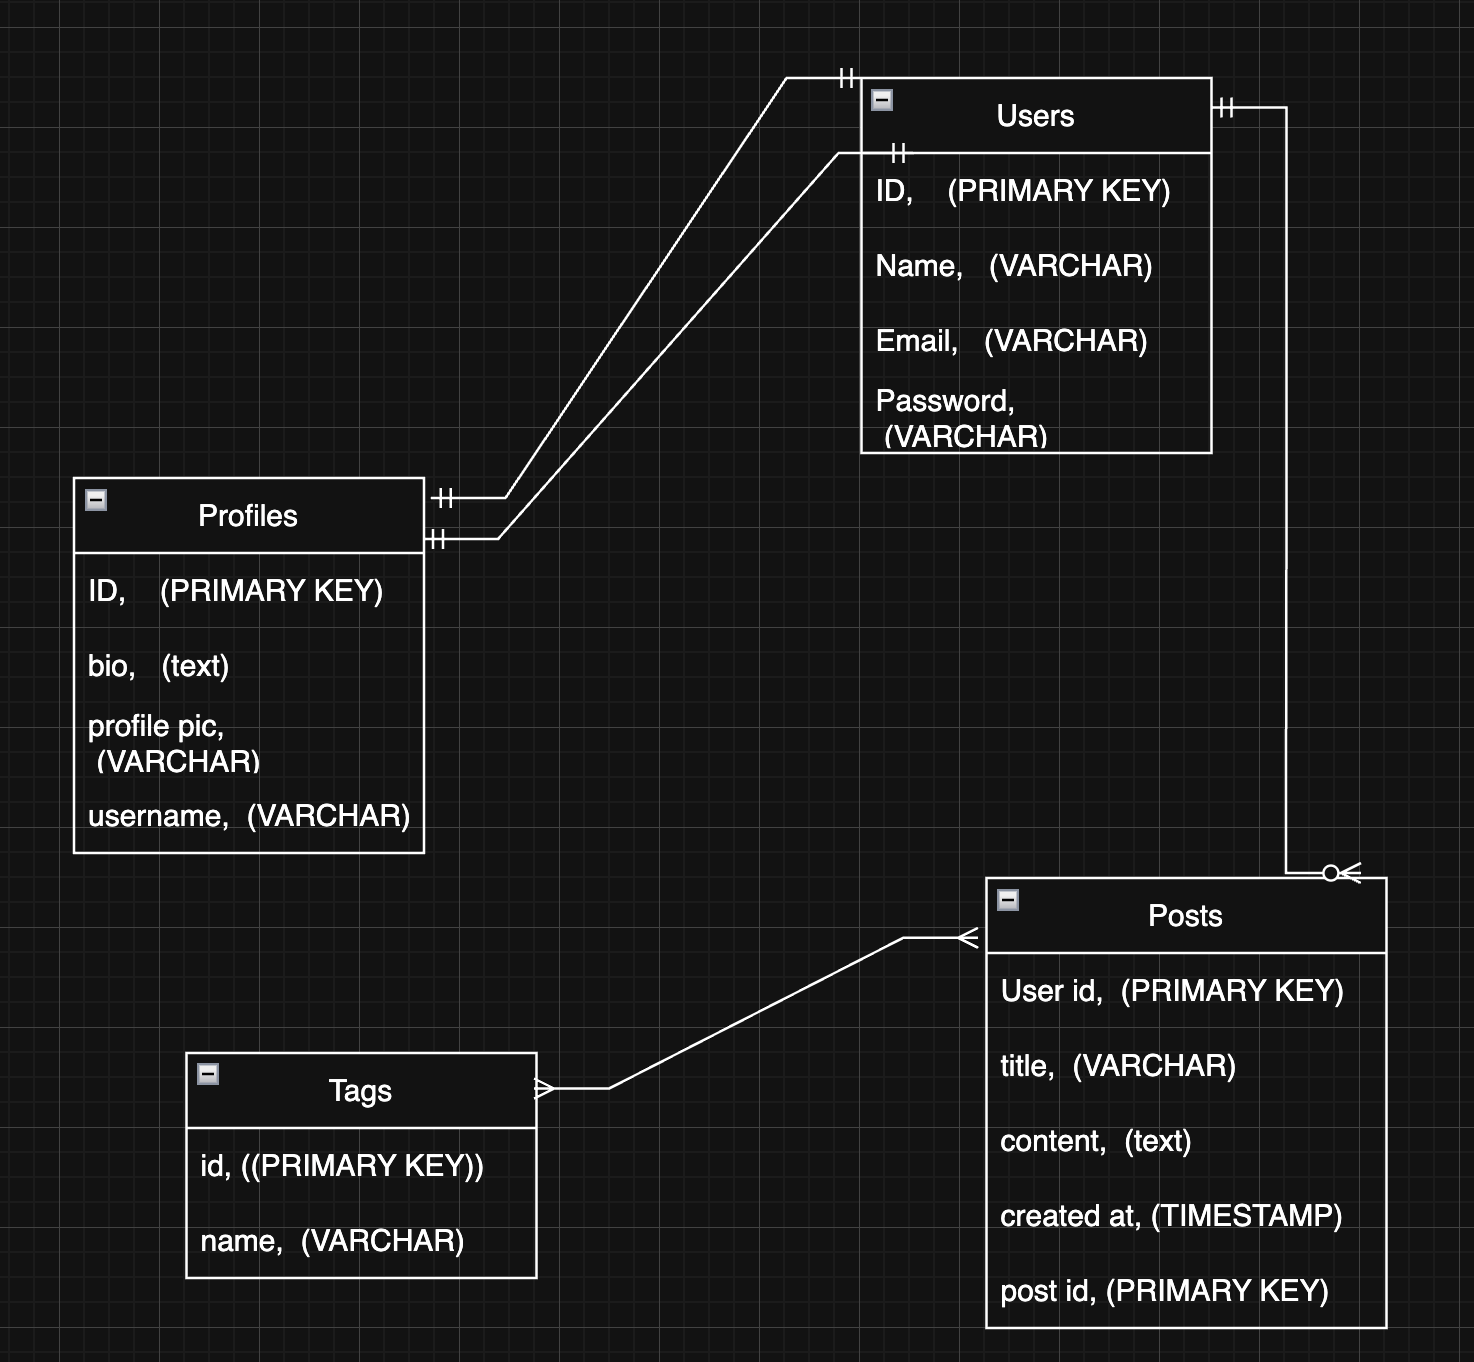 Users
ID, (PRIMARY KEY)
Name, (VARCHAR)
Email, (VARCHAR)
Password,
(VARCHAR)
Profiles
ID, (PRIMARY KEY)
bio, (text)
profile pic,
(VARCHAR)
username, (VARCHAR)
Posts
User id, (PRIMARY KEY)
title, (VARCHAR)
content, (text)
created at, (TIMESTAMP)
post id, (PRIMARY KEY)
Tags
id, ((PRIMARY KEY))
name, (VARCHAR)